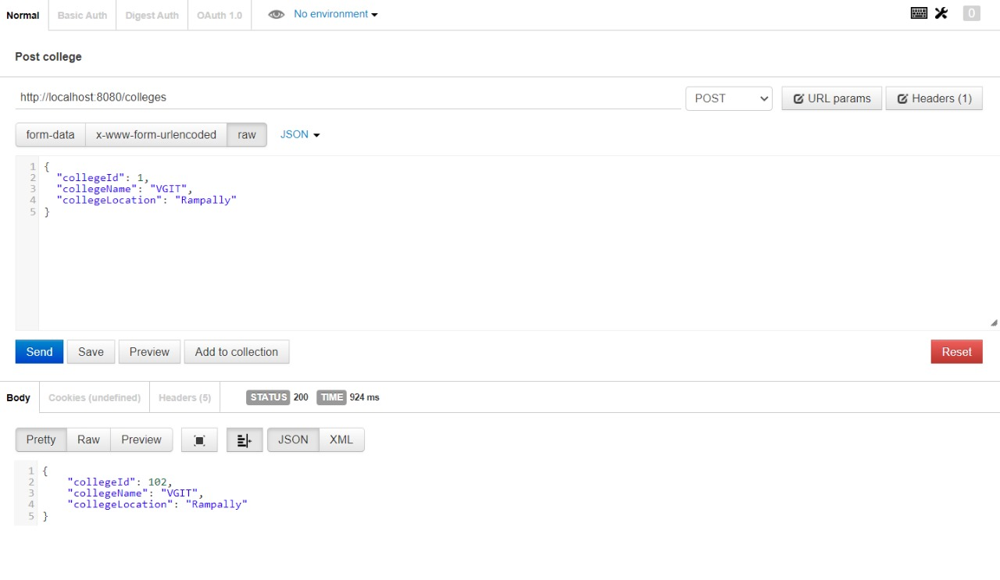 Normal Basic Auth Digest Auth OAuth 1.0 No environment 0
Post college
http://localhost:8080/colleges POST URL params Headers (1)
form-data x-www-form-urlencoded raw JSON
1 {
2 "collegeId": 1,
3 "collegeName": "VGIT",
4 "collegeLocation": "Rampally"
5 }
Send Save Preview Add to collection Reset
Body Cookies (undefined) Headers (5) STATUS 200 TIME 924 ms
Pretty Raw Preview JSON XML
1 {
2 "collegeId": 102,
3 "collegeName": "VGIT",
4 "collegeLocation": "Rampally"
5 }